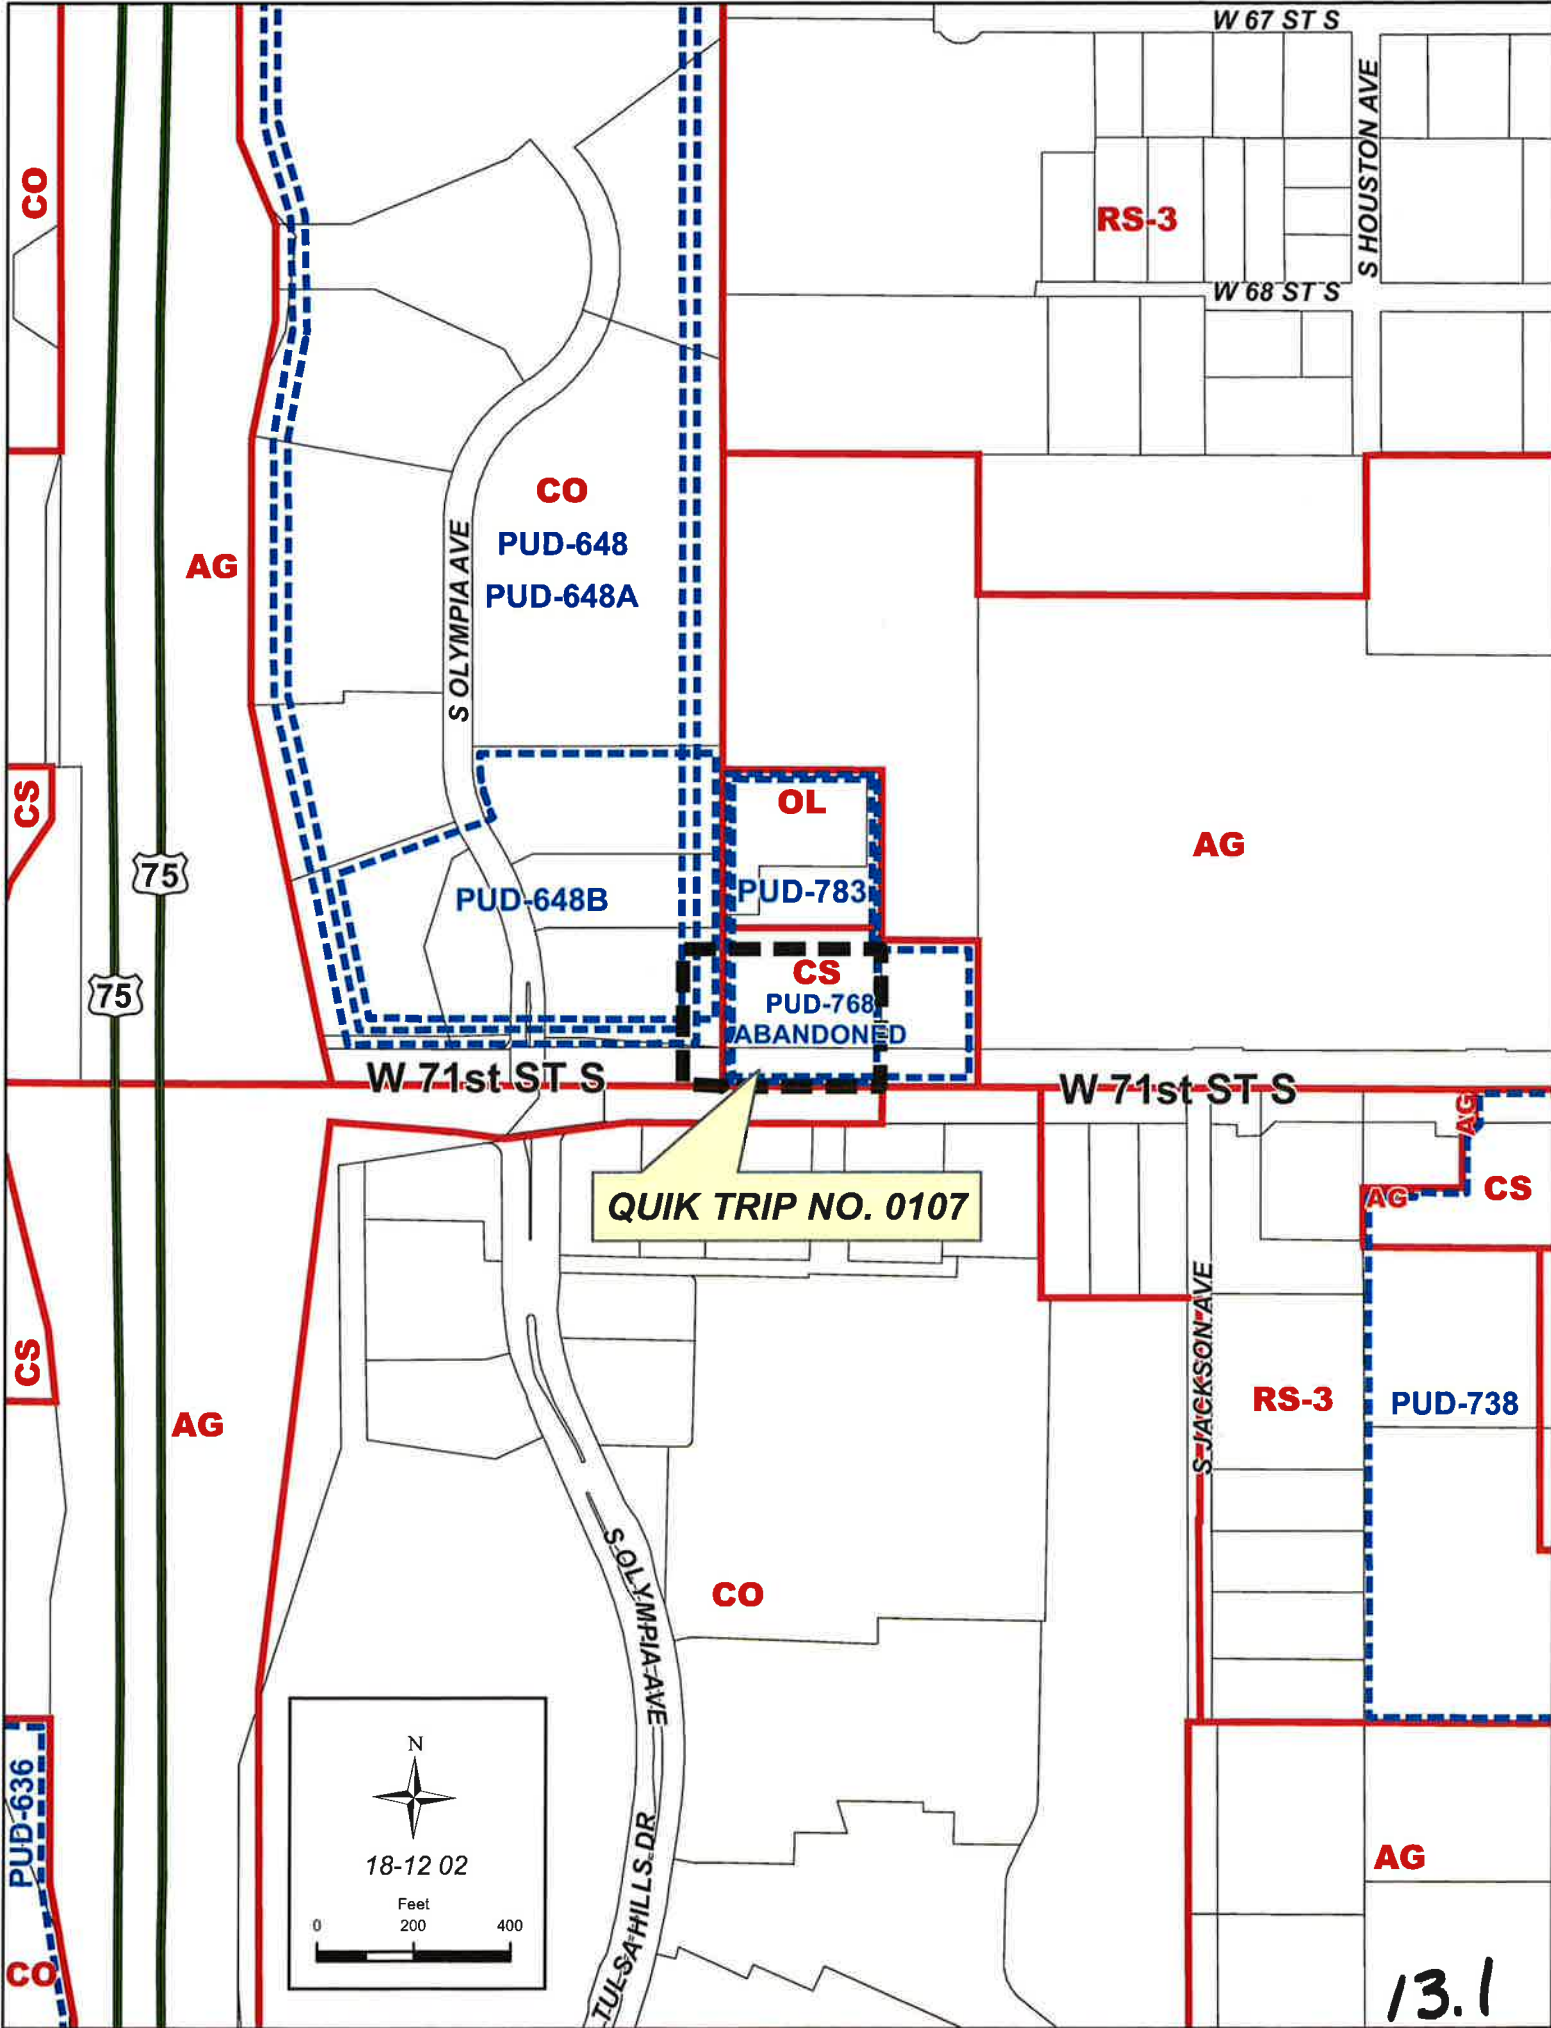 W 67 ST S
S HOUSTON AVE
CO
RS-3
W 68 ST S
CO
PUD-648
PUD-648A
S OLYMPIA AVE
AG
CS
OL
AG
75
PUD-648B
PUD-783
CS
75
PUD-768
ABANDONED
W 71st ST S
W 71st ST S
AG
AG
CS
QUIK TRIP NO. 0107
S JACKSON AVE
CS
RS-3
PUD-738
AG
CO
S OLYMPIA AVE
PUD-636
N
18-12 02
Feet
0 200 400
TULSA HILLS DR
AG
CO
13.1